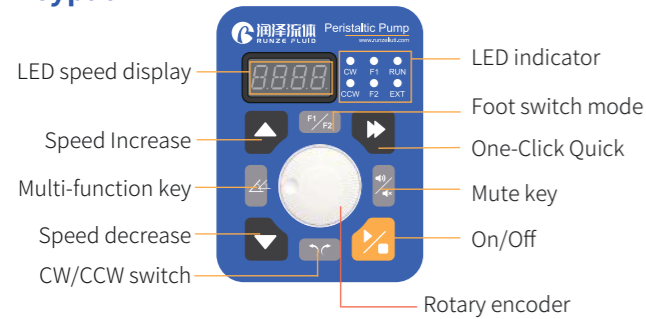 润泽流体
RUNZE FLUID
Peristaltic Pump
www.runzeliuti.com
LED speed display
8.8.8.8.
CW F1 RUN
CCW F2 EXT
LED indicator
F1/F2
Foot switch mode
Speed Increase
One-Click Quick
Multi-function key
Mute key
Speed decrease
On/Off
CW/CCW switch
Rotary encoder